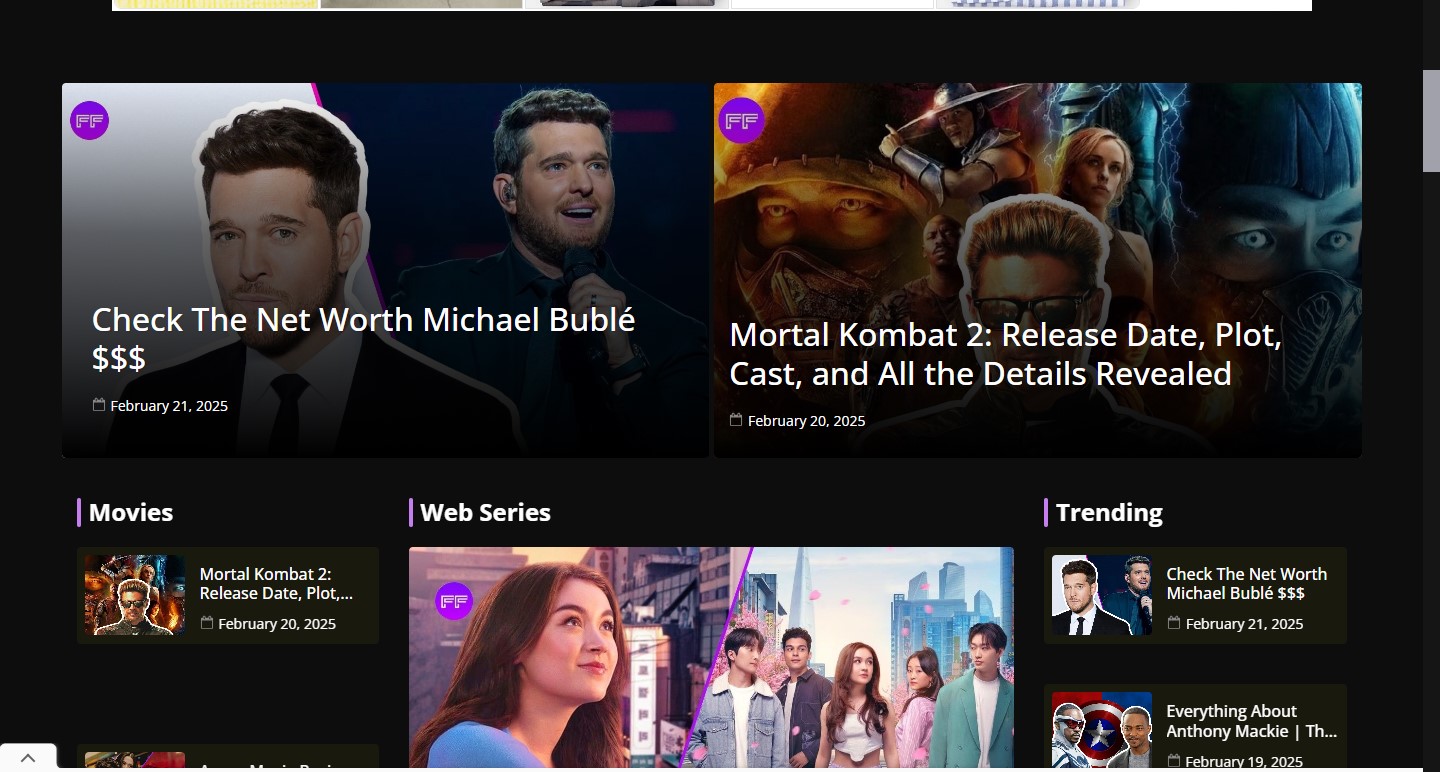 FF
FF
Check The Net Worth Michael Bublé
$$$
February 21, 2025
Mortal Kombat 2: Release Date, Plot,
Cast, and All the Details Revealed
February 20, 2025
Movies
Mortal Kombat 2:
Release Date, Plot,...
February 20, 2025
Web Series
FF
Trending
Check The Net Worth
Michael Bublé $$$
February 21, 2025
Everything About
Anthony Mackie | Th...
February 19, 2025